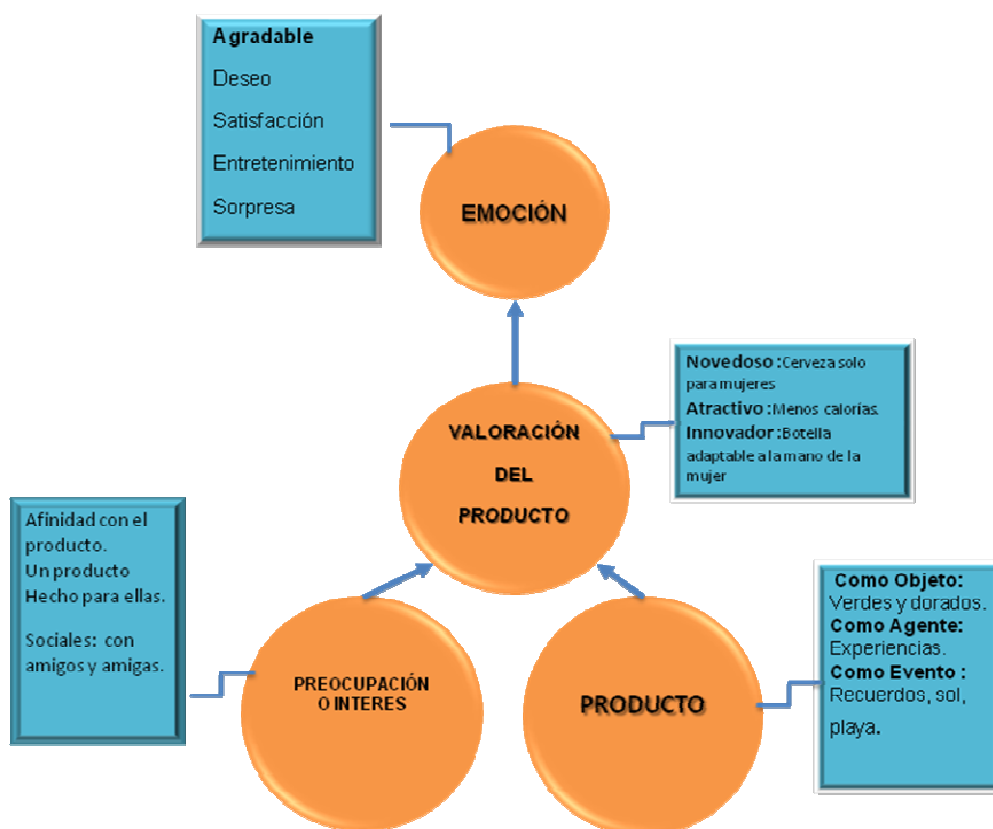 Agradable
Deseo
Satisfacción
Entretenimiento
Sorpresa
EMOCIÓN
Novedoso :Cerveza solo
para mujeres
Atractivo :Menos calorías.
Innovador :Botella
adaptable a la mano de la
mujer
VALORACIÓN
DEL
PRODUCTO
Afinidad con el
producto.
Un producto
Hecho para ellas.
Sociales: con
amigos y amigas.
PREOCUPACIÓN
O INTERES
PRODUCTO
Como Objeto:
Verdes y dorados.
Como Agente:
Experiencias.
Como Evento :
Recuerdos, sol,
playa.